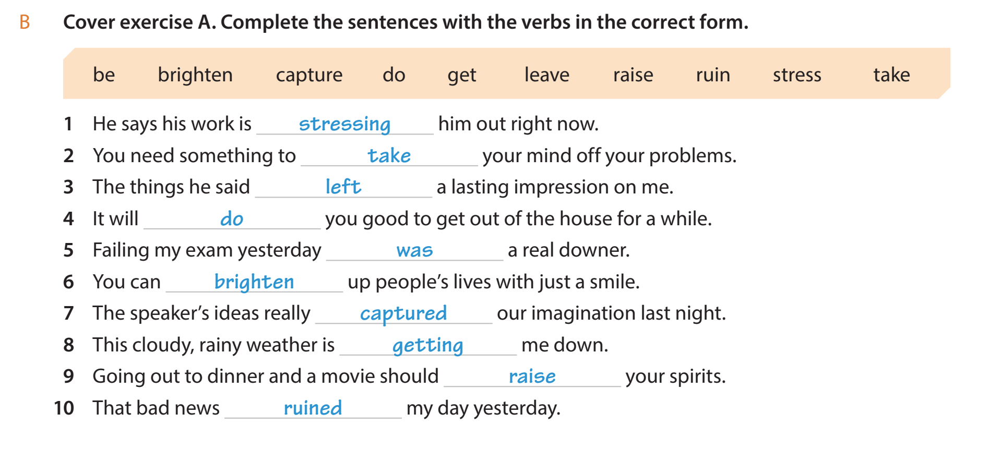 B Cover exercise A. Complete the sentences with the verbs in the correct form.
be brighten capture do get leave raise ruin stress take
1 He says his work is stressing him out right now.
2 You need something to take your mind off your problems.
3 The things he said left a lasting impression on me.
4 It will do you good to get out of the house for a while.
5 Failing my exam yesterday was a real downer.
6 You can brighten up people’s lives with just a smile.
7 The speaker’s ideas really captured our imagination last night.
8 This cloudy, rainy weather is getting me down.
9 Going out to dinner and a movie should raise your spirits.
10 That bad news ruined my day yesterday.